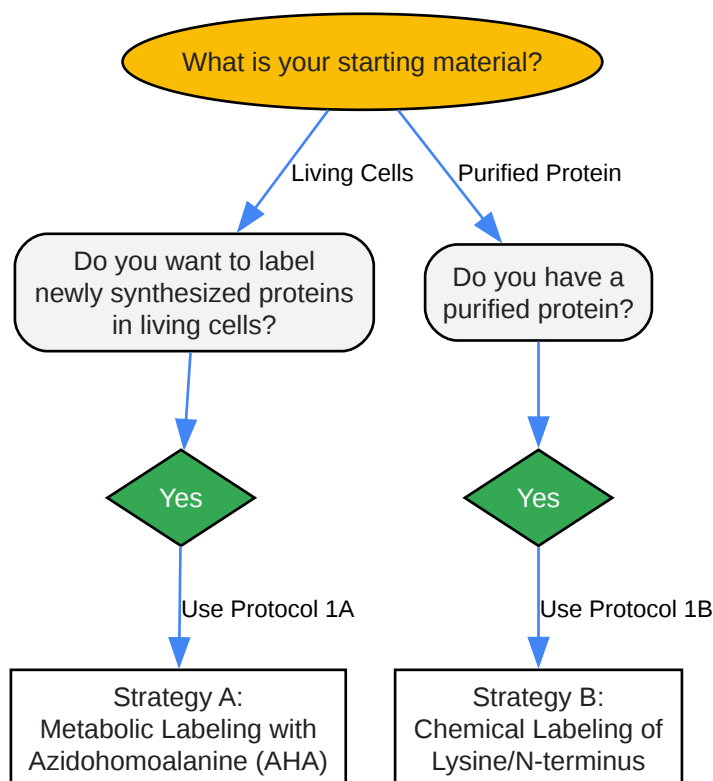 What is your starting material?
Living Cells
Purified Protein
Do you want to label
newly synthesized proteins
in living cells?
Do you have a
purified protein?
Yes
Yes
Use Protocol 1A
Use Protocol 1B
Strategy A:
Metabolic Labeling with
Azidohomoalanine (AHA)
Strategy B:
Chemical Labeling of
Lysine/N-terminus